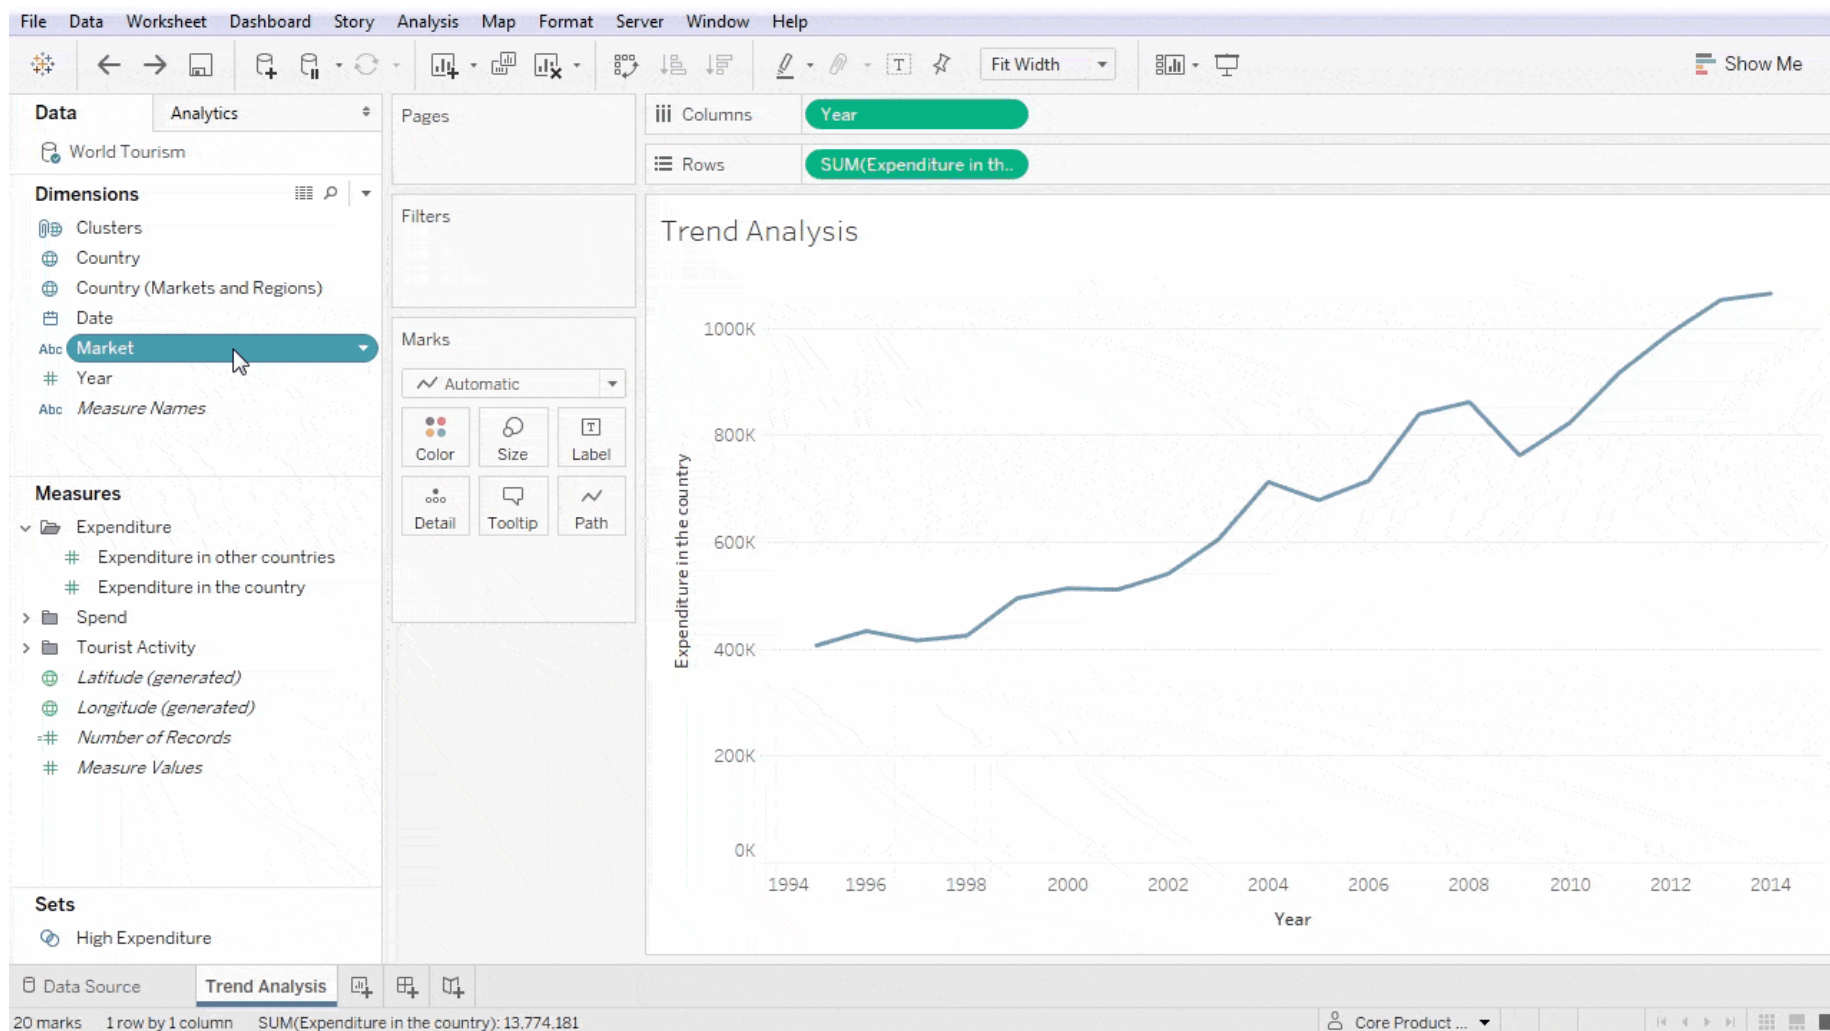 File Data Worksheet Dashboard Story Analysis Map Format Server Window Help
Fit Width
Show Me
Data Analytics
World Tourism
Dimensions
Clusters
Country
Country (Markets and Regions)
Date
Abc Market
Year
Abc Measure Names
Measures
Expenditure
Expenditure in other countries
Expenditure in the country
Spend
Tourist Activity
Latitude (generated)
Longitude (generated)
Number of Records
Measure Values
Sets
High Expenditure
Pages
Filters
Marks
Automatic
Color Size Label
Detail Tooltip Path
Columns Year
Rows SUM(Expenditure in th..
Trend Analysis
1000K
800K
600K
400K
200K
0K
Expenditure in the country
1994 1996 1998 2000 2002 2004 2006 2008 2010 2012 2014
Year
Data Source Trend Analysis
20 marks 1 row by 1 column SUM(Expenditure in the country): 13,774,181
Core Product ...